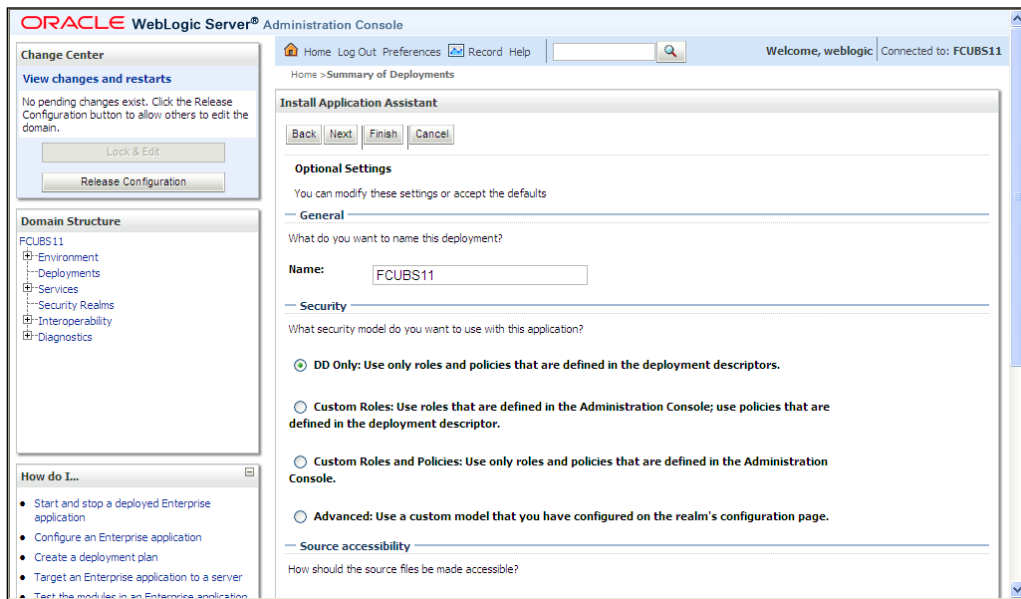 ORACLE WebLogic Server® Administration Console
Change Center
View changes and restarts
No pending changes exist. Click the Release
Configuration button to allow others to edit the
domain.
Lock & Edit
Release Configuration
Domain Structure
FCUBS11
Environment
Deployments
Services
Security Realms
Interoperability
Diagnostics
How do I...
Start and stop a deployed Enterprise
application
Configure an Enterprise application
Create a deployment plan
Target an Enterprise application to a server
Test the modules in an Enterprise application
Home Log Out Preferences Record Help
Welcome, weblogic Connected to: FCUBS11
Home >Summary of Deployments
Install Application Assistant
Back Next Finish Cancel
Optional Settings
You can modify these settings or accept the defaults
General
What do you want to name this deployment?
Name: FCUBS11
Security
What security model do you want to use with this application?
DD Only: Use only roles and policies that are defined in the deployment descriptors.
Custom Roles: Use roles that are defined in the Administration Console; use policies that are
defined in the deployment descriptor.
Custom Roles and Policies: Use only roles and policies that are defined in the Administration
Console.
Advanced: Use a custom model that you have configured on the realm's configuration page.
Source accessibility
How should the source files be made accessible?